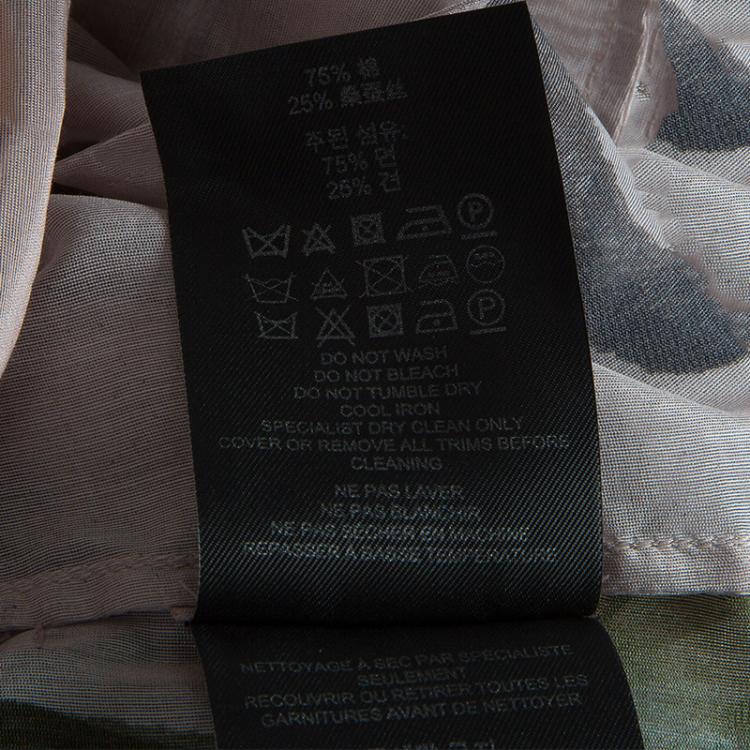 75% 棉
25% 桑蚕丝
주된 섬유:
75% 면
25% 견
DO NOT WASH
DO NOT BLEACH
DO NOT TUMBLE DRY
COOL IRON
SPECIALIST DRY CLEAN ONLY
COVER OR REMOVE ALL TRIMS BEFORE
CLEANING
NE PAS LAVER
NE PAS BLANCHIR
NE PAS SÉCHER EN MACHINE
REPASSER À BASSE TEMPÉRATURE
NETTOYAGE À SEC PAR SPÉCIALISTE
SEULEMENT
RECOUVRIR OU RETIRER TOUTES LES
GARNITURES AVANT DE NETTOYER